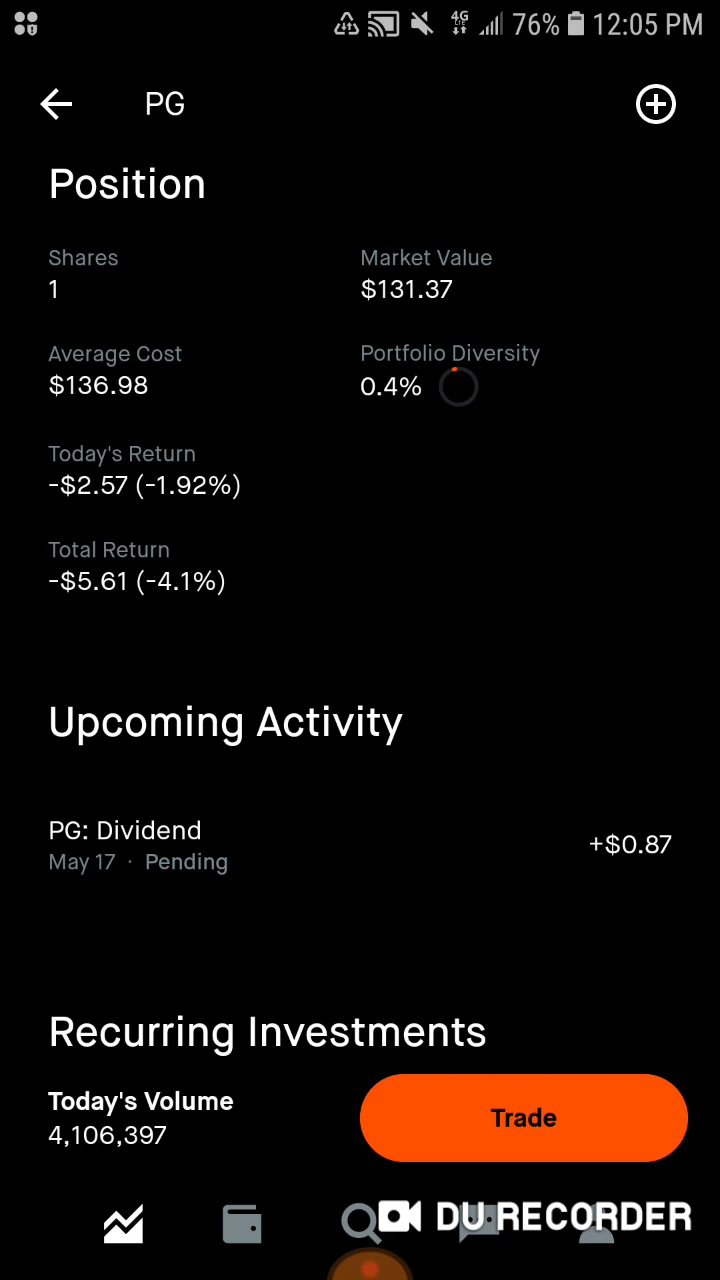 4G LTE 76% 12:05 PM
PG
Position
Shares
Market Value
1
$131.37
Average Cost
Portfolio Diversity
$136.98
0.4%
Today's Return
-$2.57 (-1.92%)
Total Return
-$5.61 (-4.1%)
Upcoming Activity
PG: Dividend
+$0.87
May 17 · Pending
Recurring Investments
Today's Volume
4,106,397
Trade
DU RECORDER